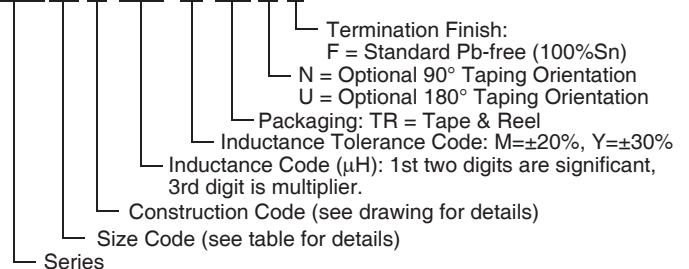 Termination Finish:
F = Standard Pb-free (100%Sn)
N = Optional 90° Taping Orientation
U = Optional 180° Taping Orientation
Packaging: TR = Tape & Reel
Inductance Tolerance Code: M=±20%, Y=±30%
Inductance Code (µH): 1st two digits are significant,
3rd digit is multiplier.
Construction Code (see drawing for details)
Size Code (see table for details)
Series